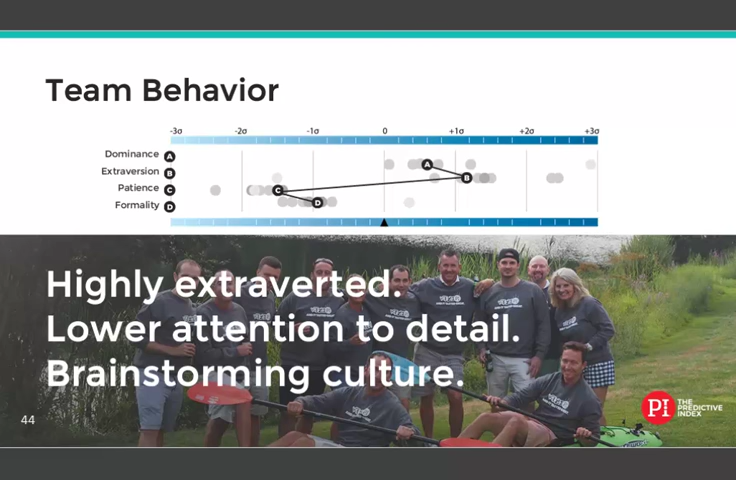 Team Behavior
-3σ -2σ -1σ 0 +1σ +2σ +3σ
Dominance A
Extraversion B
Patience C
Formality D
A
B
C
D
Highly extraverted.
Lower attention to detail.
Brainstorming culture.
44
PI THE
PREDICTIVE
INDEX